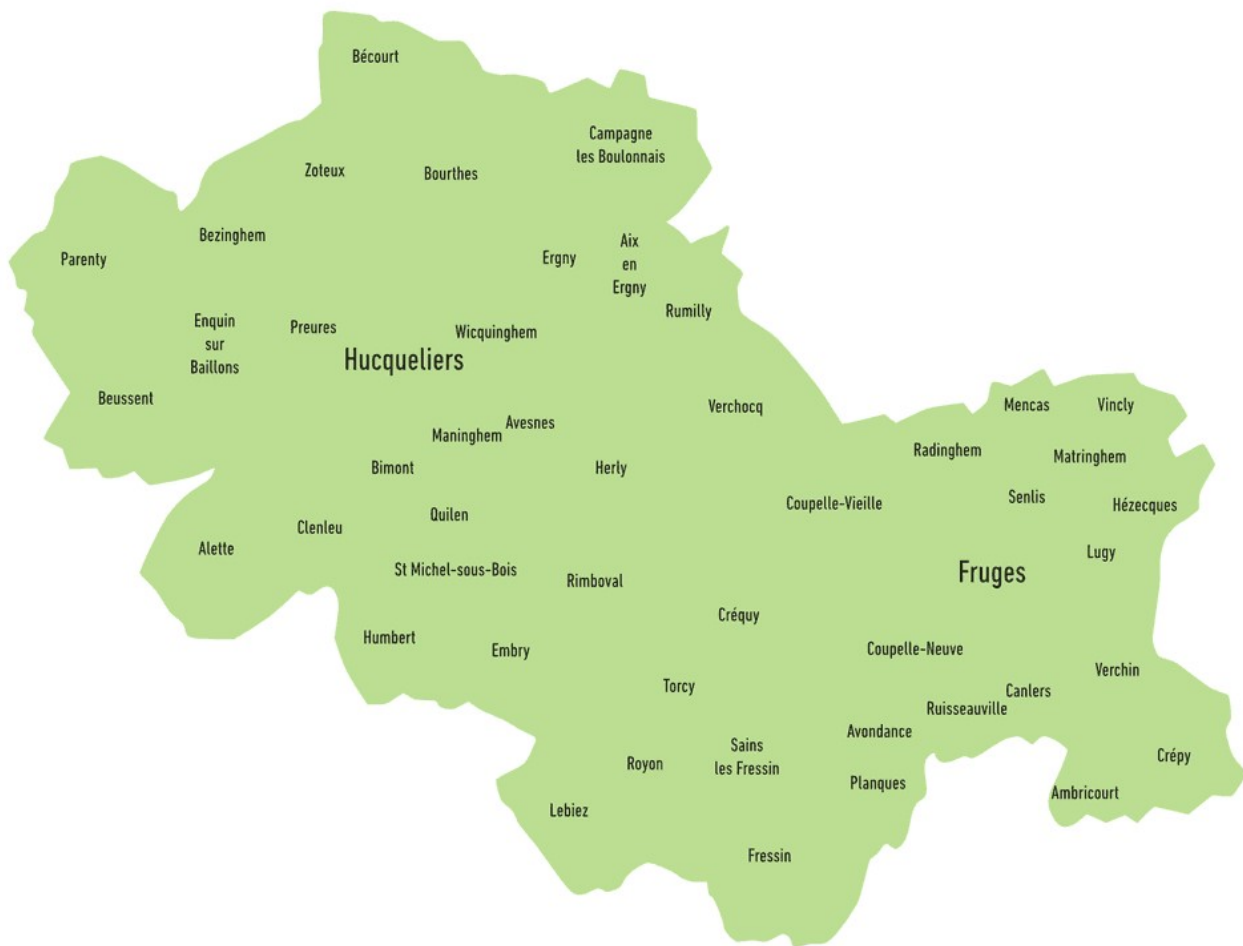 Bécourt
Campagne
les Boulonnais
Zoteux
Bourthes
Bezinghem
Parenty
Ergny
Aix
en
Ergny
Rumilly
Enquin
sur
Baillons
Preures
Wicquinghem
Hucqueliers
Beussent
Verchocq
Mencas
Vincly
Avesnes
Maninghem
Radinghem
Matringhem
Bimont
Herly
Senlis
Coupelle-Vieille
Hézecques
Quilen
Clenleu
Alette
Lugy
St Michel-sous-Bois
Fruges
Rimboval
Créquy
Humbert
Embry
Coupelle-Neuve
Verchin
Torcy
Canlers
Ruisseauville
Avondance
Sains
les Fressin
Crépy
Royon
Planques
Ambricourt
Lebiez
Fressin